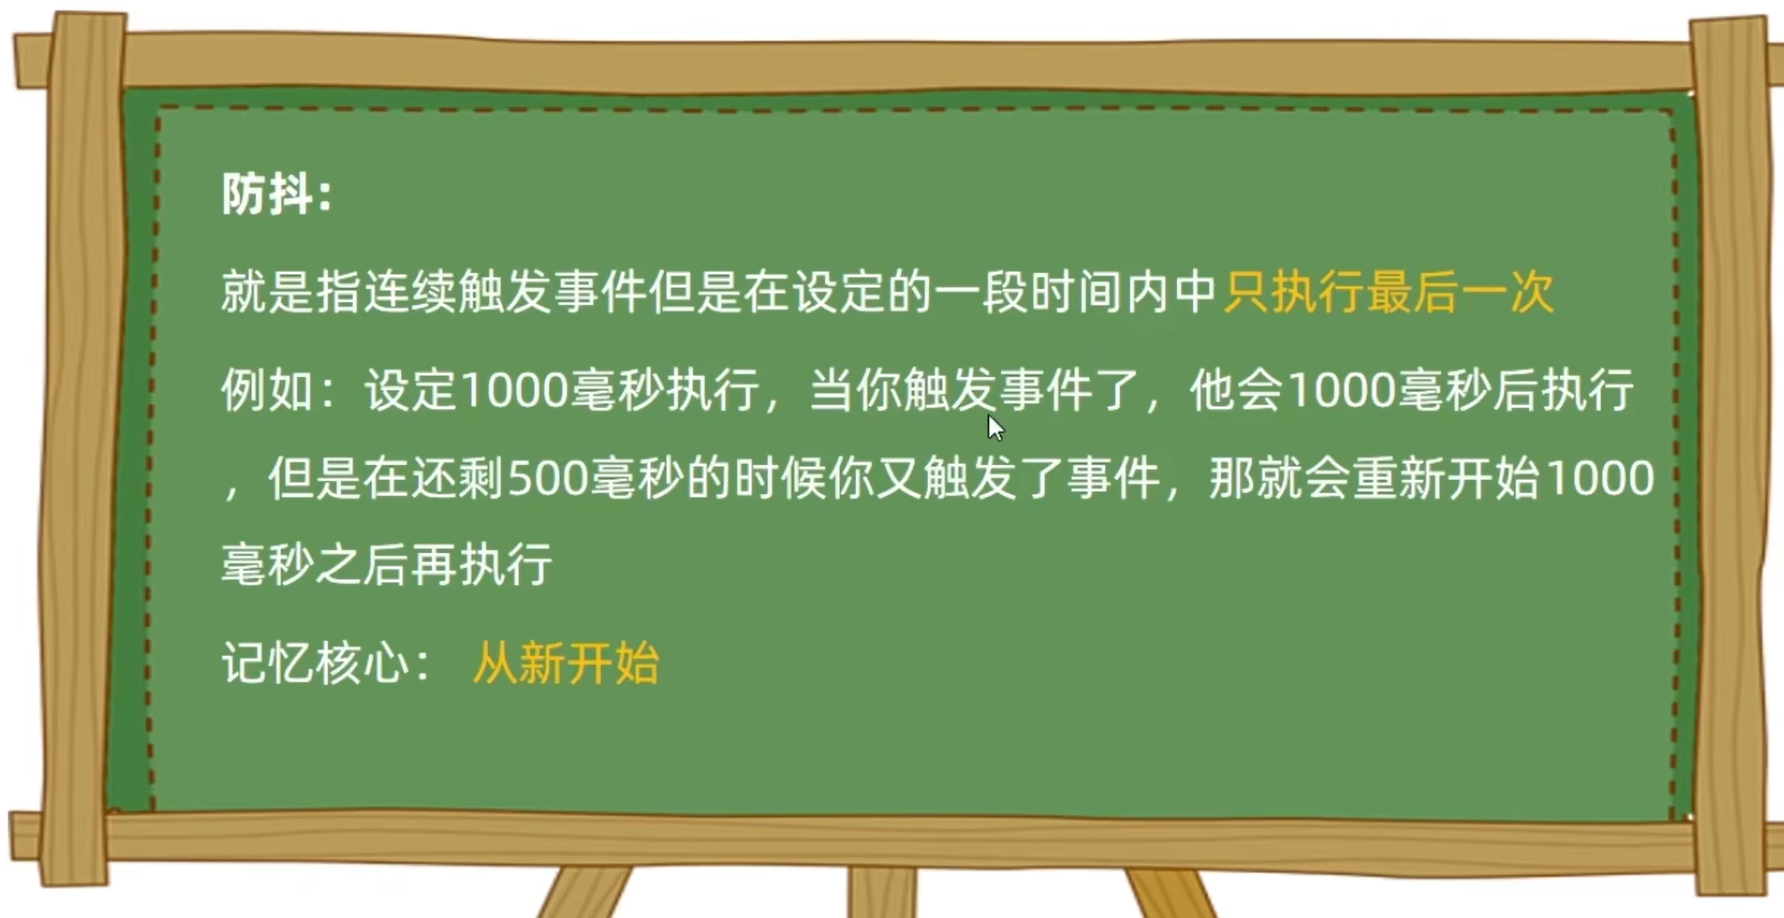 防抖：
就是指连续触发事件但是在设定的一段时间内中只执行最后一次
例如：设定1000毫秒执行，当你触发事件了，他会1000毫秒后执行
，但是在还剩500毫秒的时候你又触发了事件，那就会重新开始1000
毫秒之后再执行
记忆核心： 从新开始